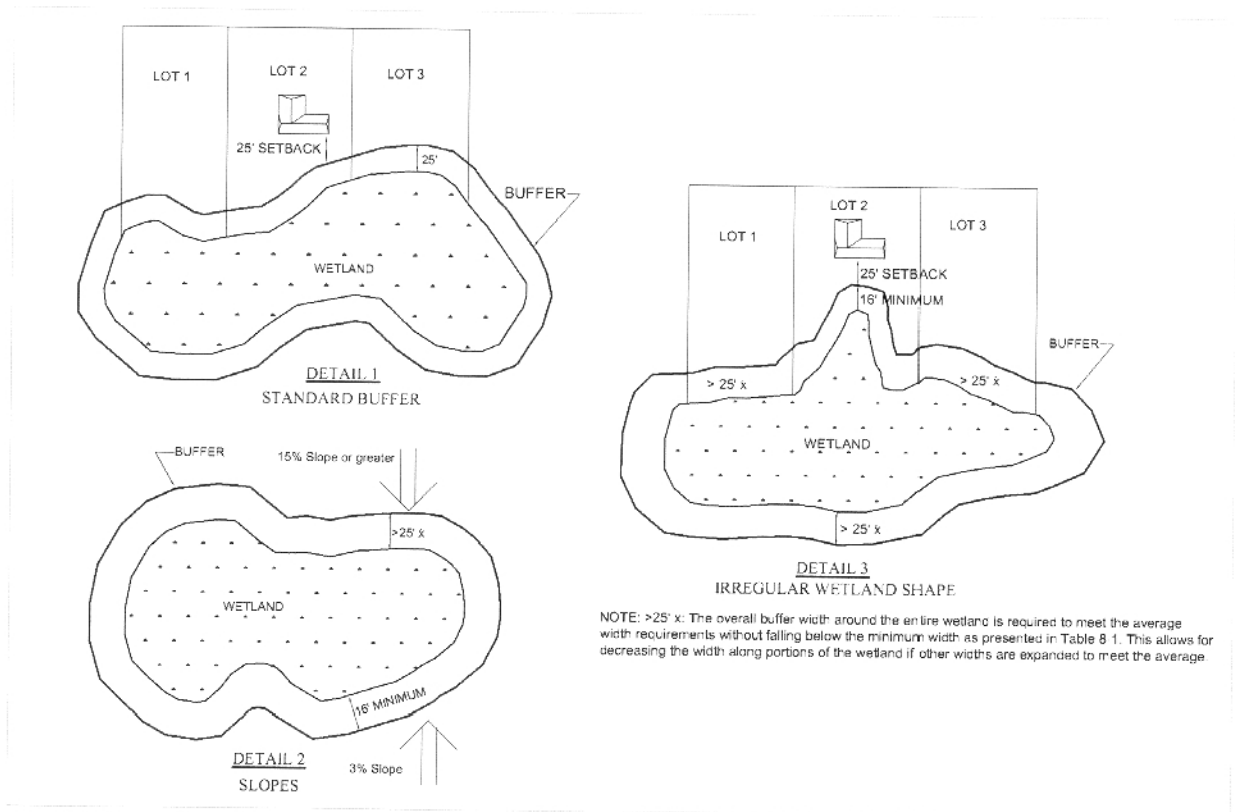 LOT 1
LOT 2
LOT 3
25' SETBACK
25'
BUFFER
WETLAND
DETAIL 1
STANDARD BUFFER
BUFFER
15% Slope or greater
>25' x
WETLAND
16' MINIMUM
DETAIL 2
3% Slope
SLOPES
LOT 1
LOT 2
LOT 3
25' SETBACK
16' MINIMUM
BUFFER
> 25' x
> 25' x
WETLAND
> 25' x
DETAIL 3
IRREGULAR WETLAND SHAPE
NOTE: >25' x: The overall buffer width around the entire wetland is required to meet the average
width requirements without falling below the minimum width as presented in Table 8 1. This allows for
decreasing the width along portions of the wetland if other widths are expanded to meet the average